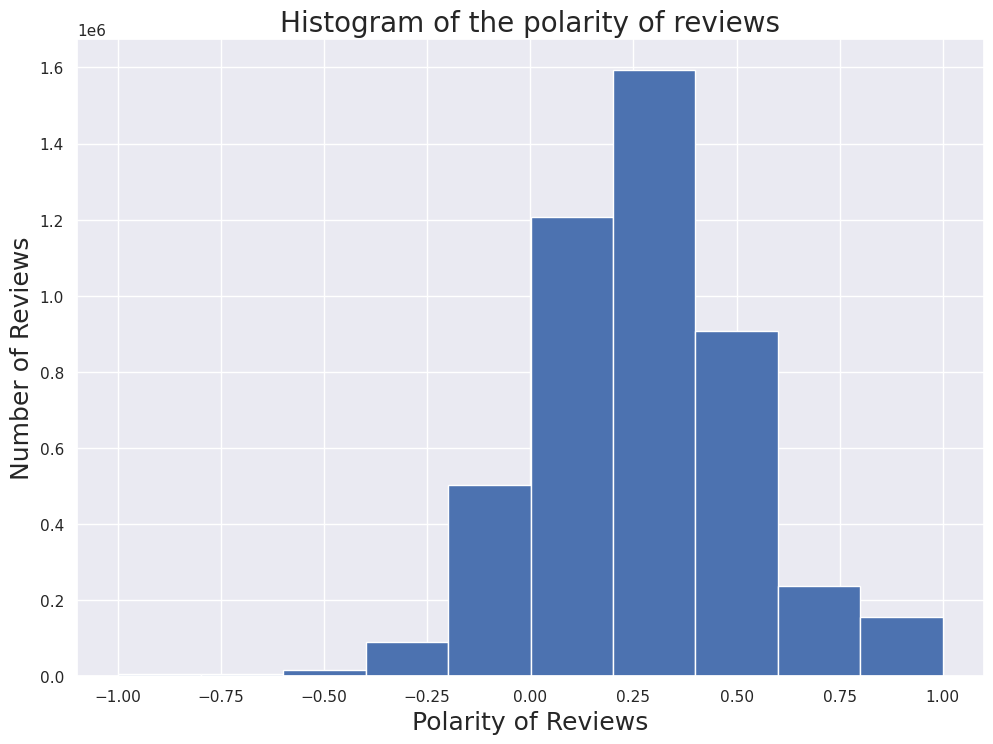 Histogram of the polarity of reviews
1e6
1.6
1.4
1.2
1.0
0.8
0.6
0.4
0.2
0.0
Number of Reviews
−1.00 −0.75 −0.50 −0.25 0.00 0.25 0.50 0.75 1.00
Polarity of Reviews